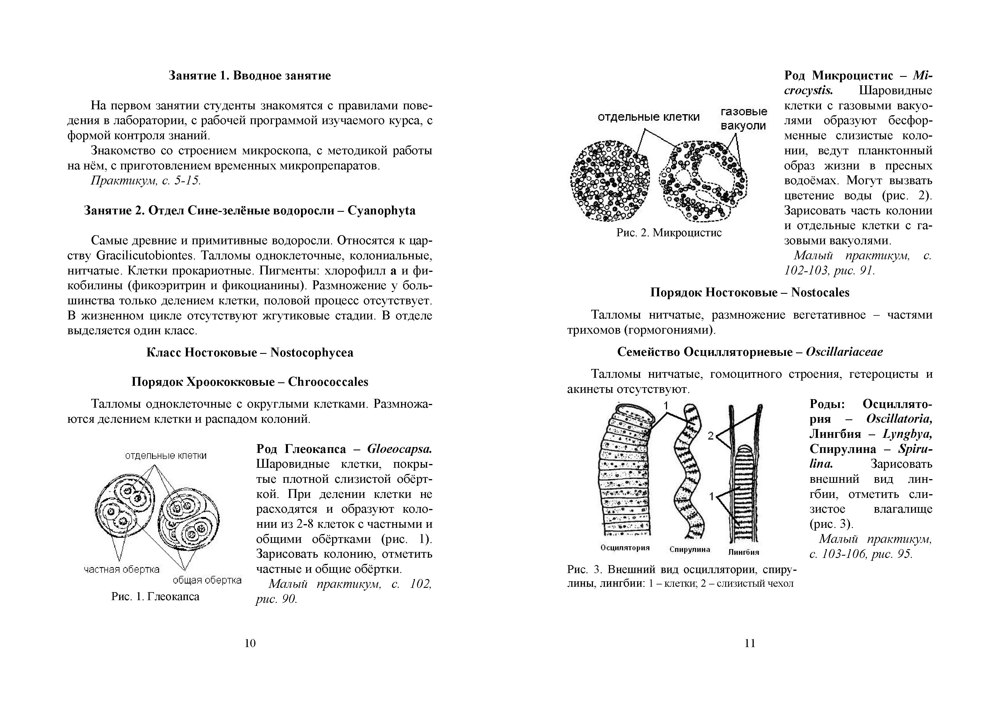 Занятие 1. Вводное занятие
На первом занятии студенты знакомятся с правилами пове-
дения в лаборатории, с рабочей программой изучаемого курса, с
формой контроля знаний.
Знакомство со строением микроскопа, с методикой работы
на нём, с приготовлением временных микропрепаратов.
Практикум, с. 5-15.
Занятие 2. Отдел Сине-зелёные водоросли – Cyanophyta
Самые древние и примитивные водоросли. Относятся к цар-
ству Gracilicutobiontes. Талломы одноклеточные, колониальные,
нитчатые. Клетки прокариотные. Пигменты: хлорофилл a и фи-
кобилины (фикоэритрин и фикоцианины). Размножение у боль-
шинства только делением клетки, половой процесс отсутствует.
В жизненном цикле отсутствуют жгутиковые стадии. В отделе
выделяется один класс.
Класс Ностоковые – Nostocophycea
Порядок Хроококковые – Chroococcales
Талломы одноклеточные с округлыми клетками. Размножа-
ются делением клетки и распадом колоний.
отдельные клетки
частная обертка
общая обертка
Рис. 1. Глеокапса
Род Глеокапса – Gloeocapsa.
Шаровидные клетки, покры-
тые плотной слизистой обёрт-
кой. При делении клетки не
расходятся и образуют коло-
нии из 2-8 клеток с частными и
общими обёртками (рис. 1).
Зарисовать колонию, отметить
частные и общие обёртки.
Малый практикум, с. 102,
рис. 90.
10
отдельные клетки
газовые
вакуоли
Рис. 2. Микроцистис
Род Микроцистис – Mi-
crocystis. Шаровидные
клетки с газовыми вакуо-
лями образуют бесфор-
менные слизистые коло-
нии, ведут планктонный
образ жизни в пресных
водоёмах. Могут вызвать
цветение воды (рис. 2).
Зарисовать часть колонии
и отдельные клетки с га-
зовыми вакуолями.
Малый практикум, с.
102-103, рис. 91.
Порядок Ностоковые – Nostocales
Талломы нитчатые, размножение вегетативное – частями
трихомов (гормогониями).
Семейство Осцилляториевые – Oscillariaceae
Талломы нитчатые, гомоцитного строения, гетероцисты и
акинеты отсутствуют.
1
2
1
Осцилятория
Спирулина
Лингбия
Рис. 3. Внешний вид осциллятории, спиру-
лины, лингбии: 1 – клетки; 2 – слизистый чехол
Роды: Осциллято-
рия – Oscillatoria,
Лингбия – Lyngbya,
Спирулина – Spiru-
lina. Зарисовать
внешний вид лин-
гбии, отметить сли-
зистое влагалище
(рис. 3).
Малый практикум,
с. 103-106, рис. 95.
11